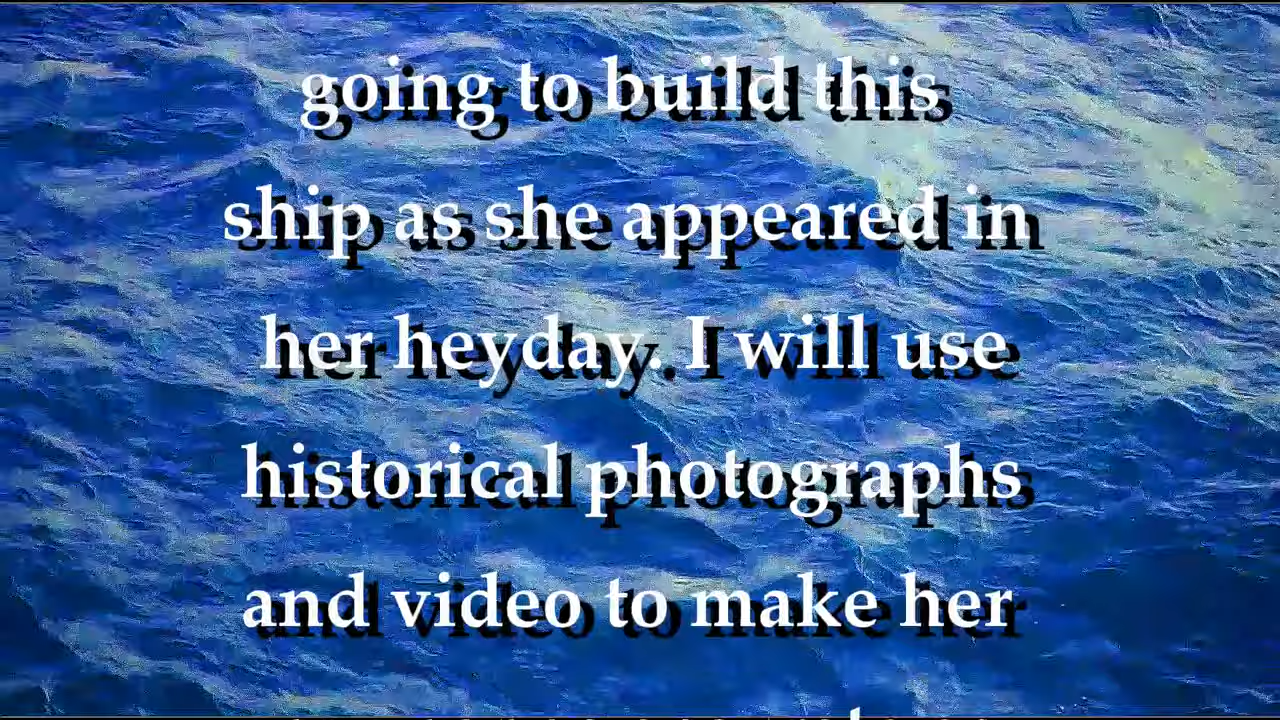 going to build this
ship as she appeared in
her heyday. I will use
historical photographs
and video to make her